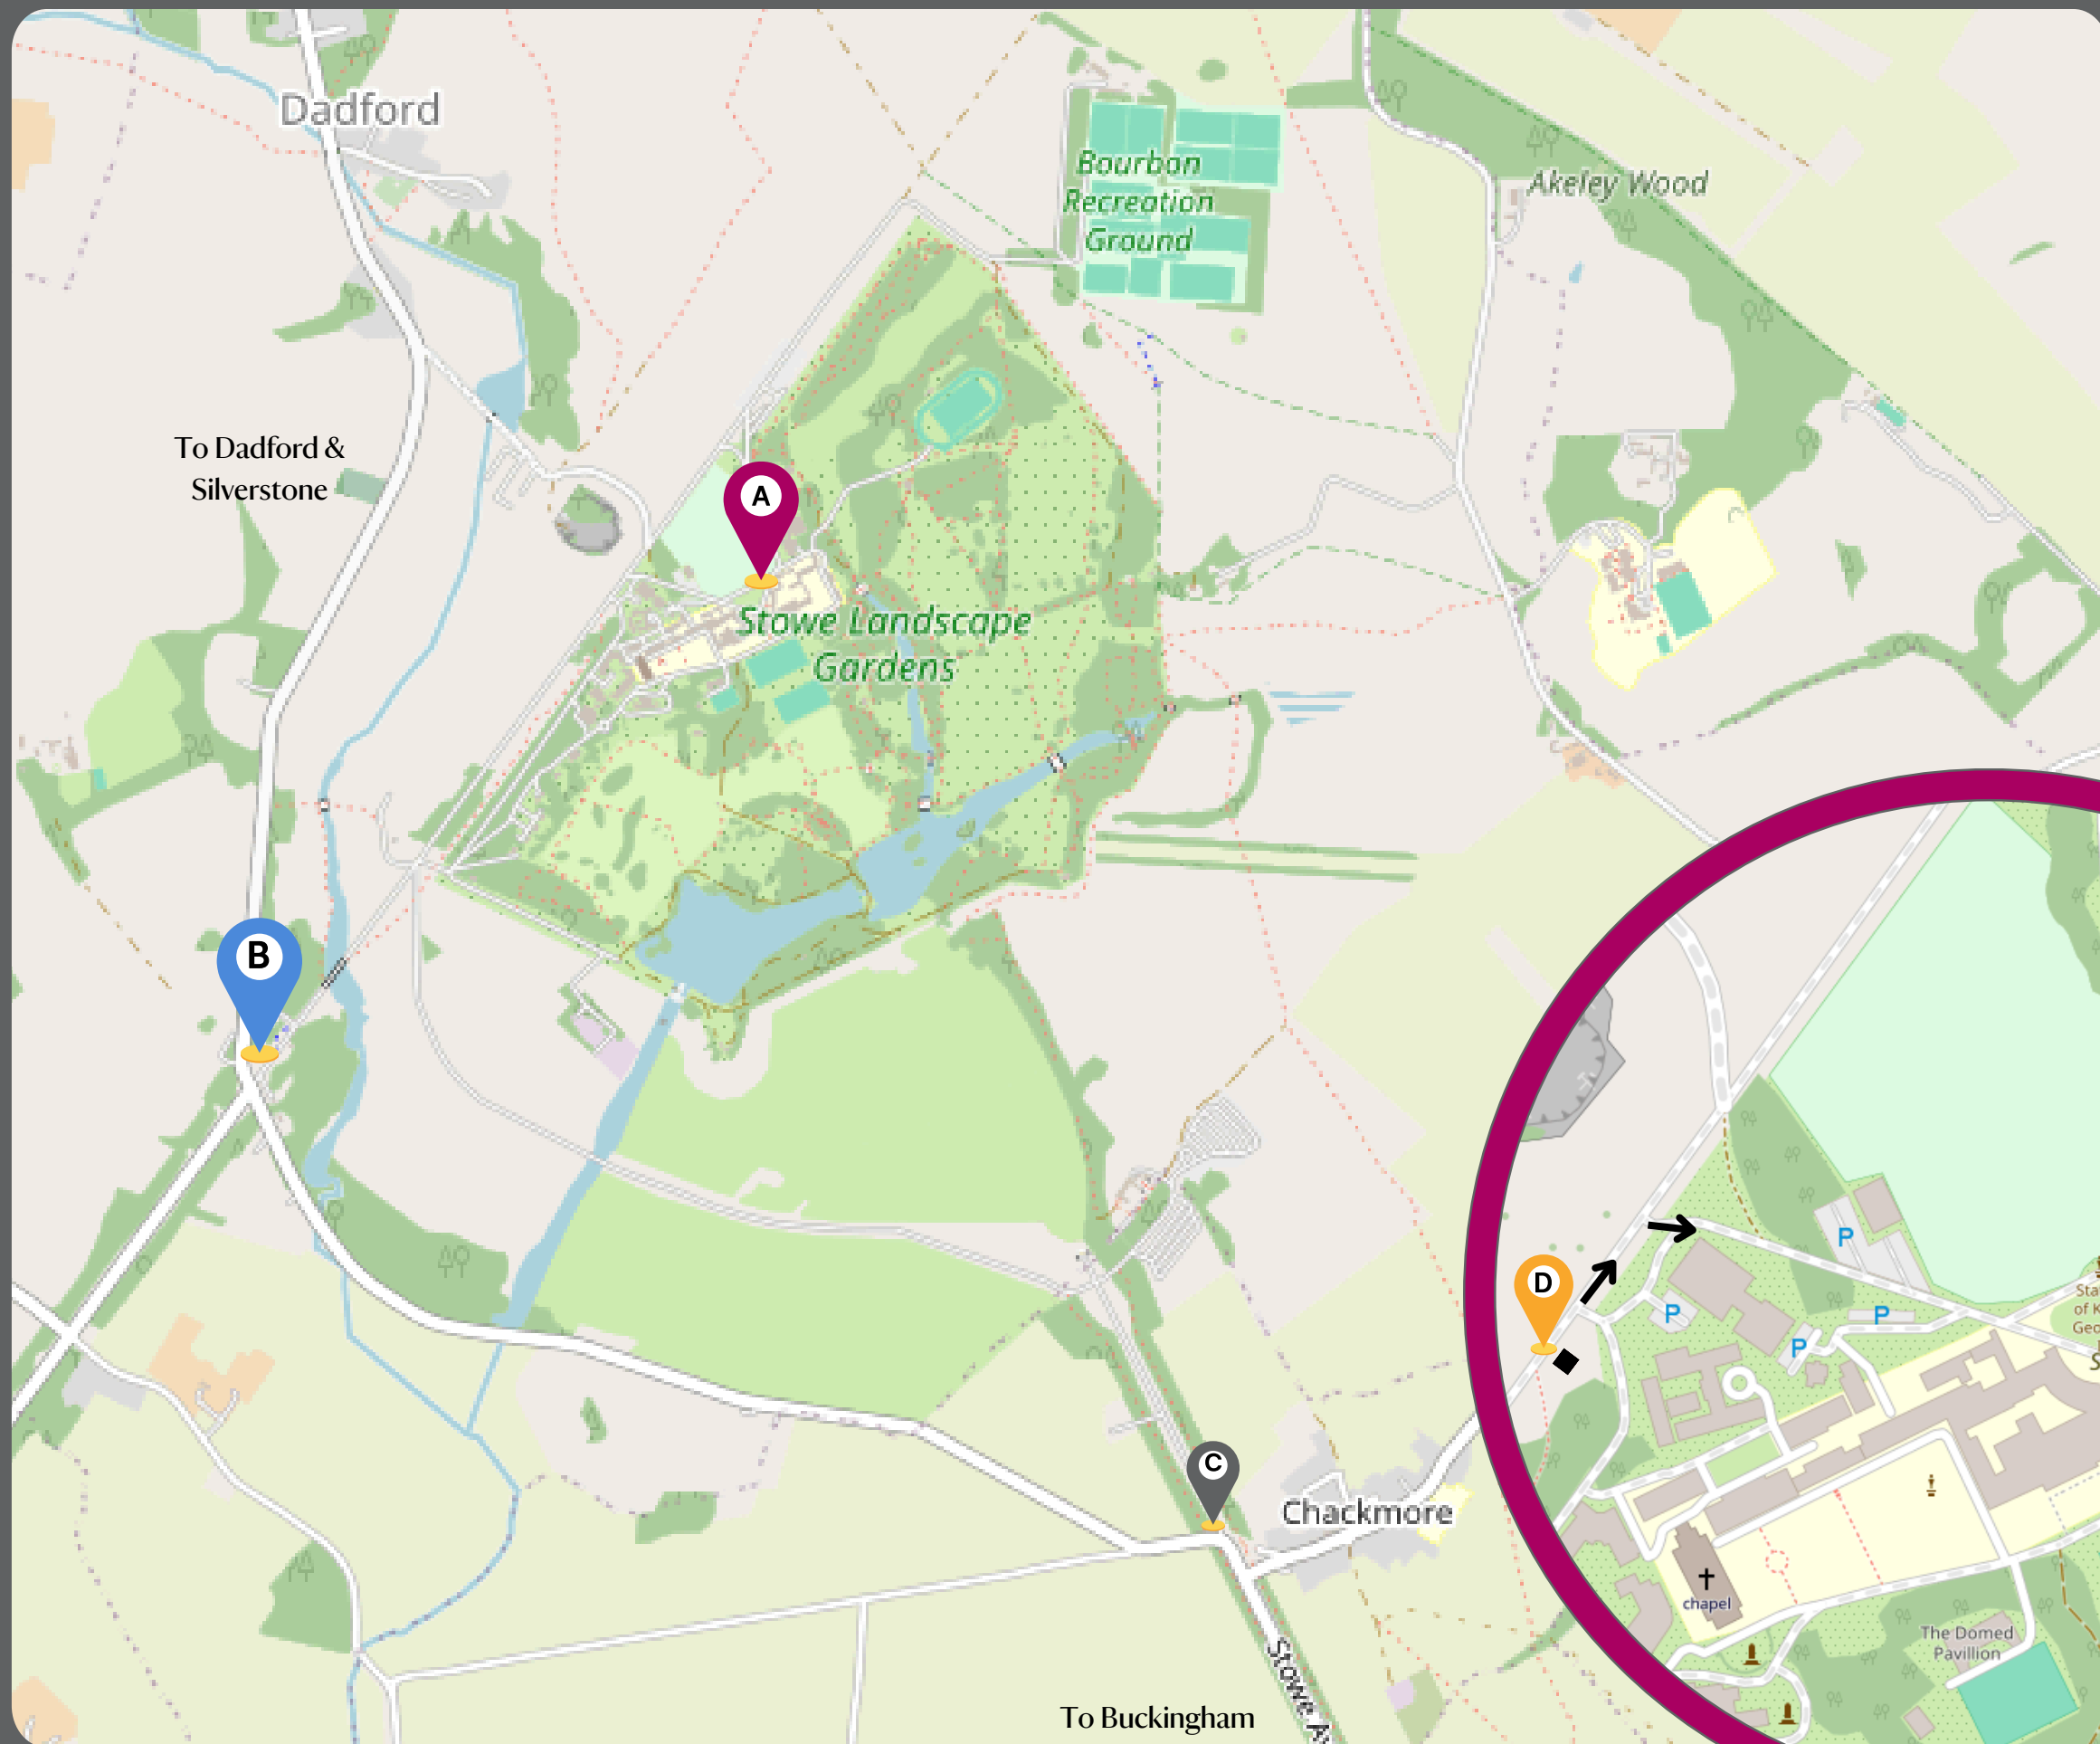 Dadford
Bourbon
Recreation
Ground
Akeley Wood
To Dadford &
Silverstone
A
Stowe Landscape
Gardens
B
P
D
P
P
P
C
Chackmore
chapel
The Domed
Pavillion
Stowe
To Buckingham